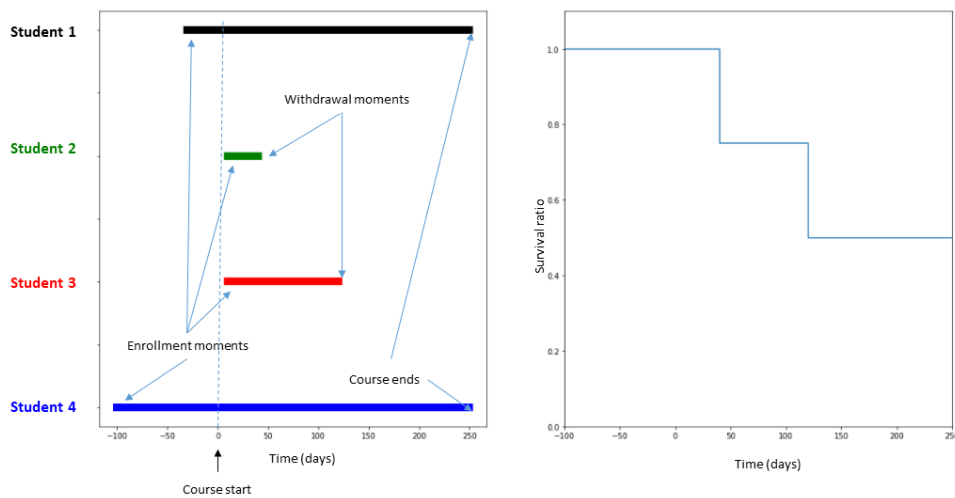 Student 1
Withdrawal moments
Student 2
Student 3
Enrollment moments
Course ends
Student 4
−100 −50 0 50 100 150 200 250
Time (days)
Course start
1.0
0.8
0.6
0.4
0.2
0.0
Survival ratio
−100 −50 0 50 100 150 200 250
Time (days)